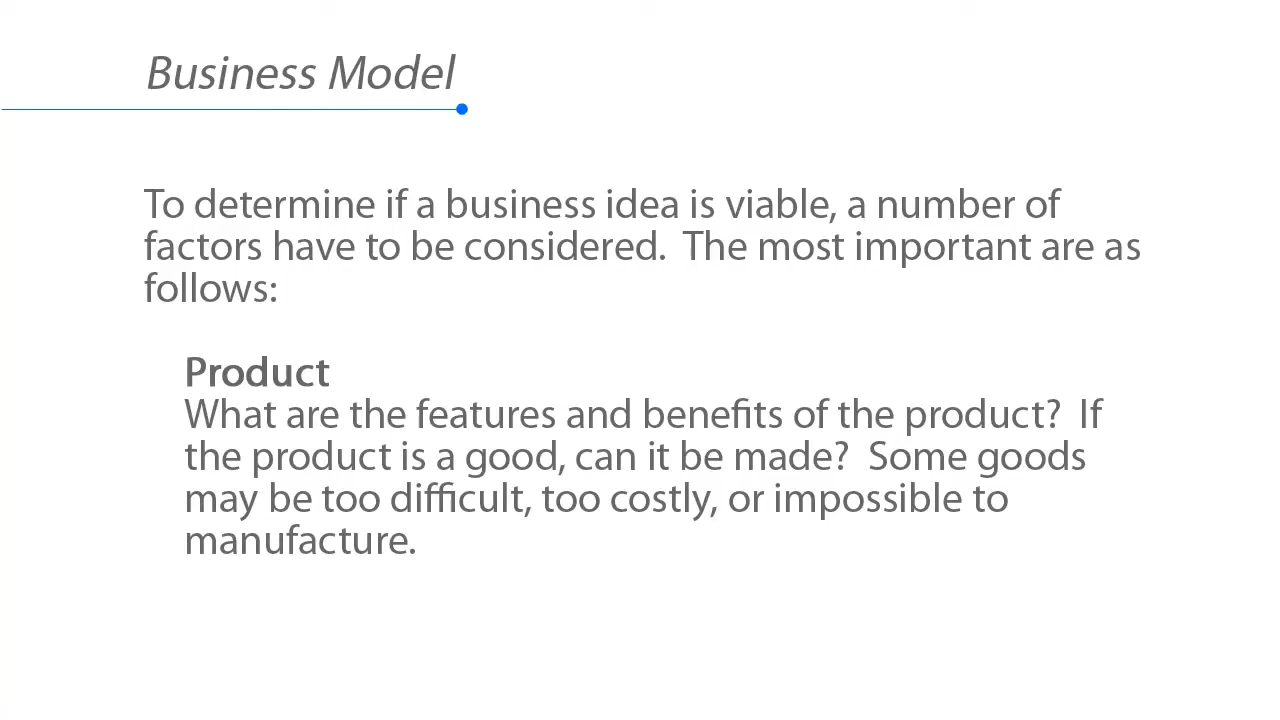 Business Model
To determine if a business idea is viable, a number of
factors have to be considered.  The most important are as
follows:
Product
What are the features and benefits of the product?  If
the product is a good, can it be made?  Some goods
may be too difficult, too costly, or impossible to
manufacture.